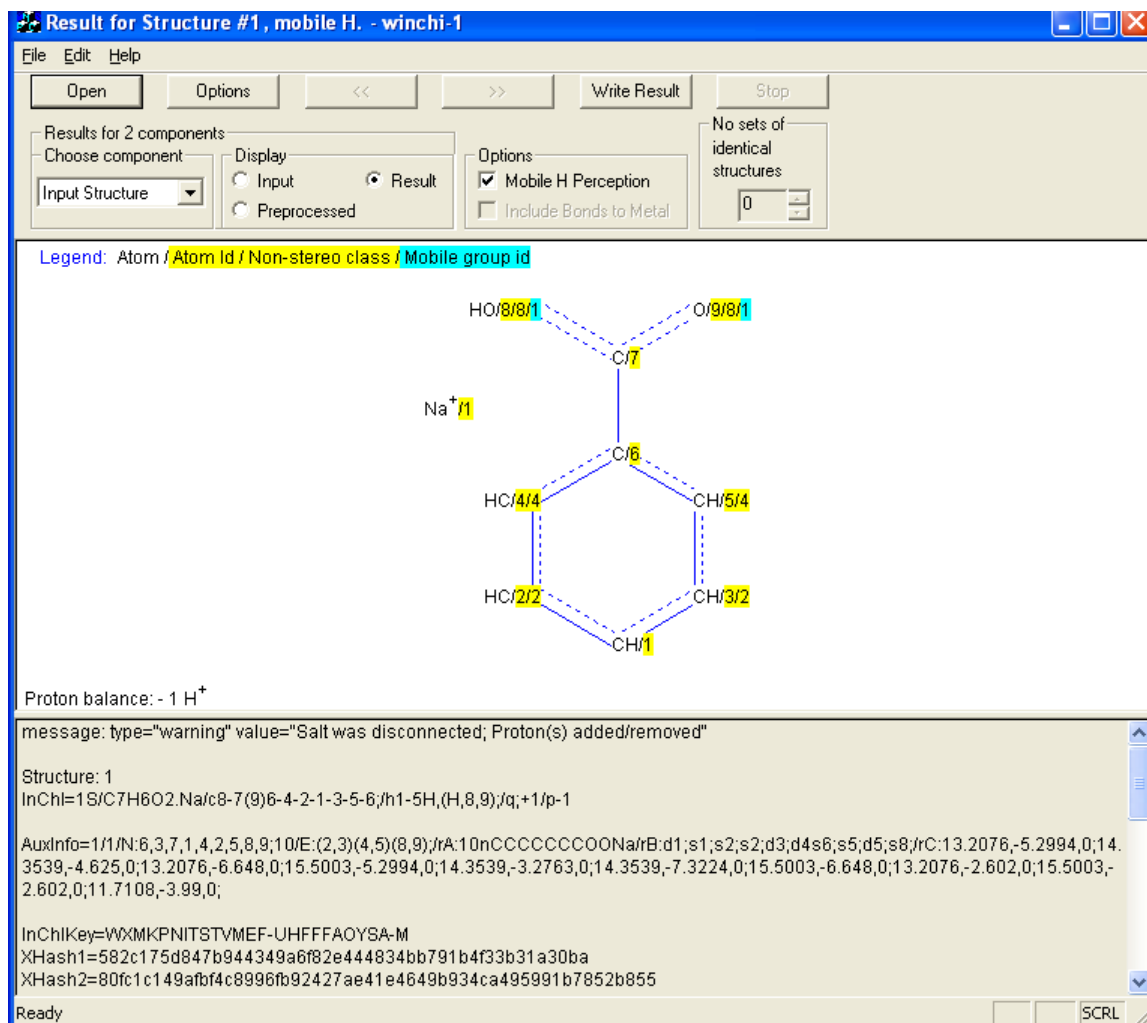 Result for Structure #1, mobile H. - winchi-1
File Edit Help
Open Options << >> Write Result Stop
Results for 2 components
Choose component
Input Structure
Display
Input Result
Preprocessed
Options
Mobile H Perception
Include Bonds to Metal
No sets of
identical
structures
0
Legend: Atom / Atom Id / Non-stereo class / Mobile group id
HO/8/8/1 O/9/8/1
C/7
Na+/1
C/6
HC/4/4 CH/5/4
HC/2/2 CH/3/2
CH/1
Proton balance: - 1 H+
message: type="warning" value="Salt was disconnected; Proton(s) added/removed"
Structure: 1
InChI=1S/C7H6O2.Na/c8-7(9)6-4-2-1-3-5-6;/h1-5H,(H,8,9);/q;+1/p-1
AuxInfo=1/1/N:6,3,7,1,4,2,5,8,9;10/E:(2,3)(4,5)(8,9);/rA:10nCCCCCCCOONa/rB:d1;s1;s2;s2;d3;d4s6;s5;d5;s8;/rC:13.2076,-5.2994,0;14.
3539,-4.625,0;13.2076,-6.648,0;15.5003,-5.2994,0;14.3539,-3.2763,0;14.3539,-7.3224,0;15.5003,-6.648,0;13.2076,-2.602,0;15.5003,-
2.602,0;11.7108,-3.99,0;
InChIKey=WXMKPNITSTVMEF-UHFFFAOYSA-M
XHash1=582c175d847b944349a6f82e444834bb791b4f33b31a30ba
XHash2=80fc1c149afbf4c8996fb92427ae41e4649b934ca495991b7852b855
Ready SCRL